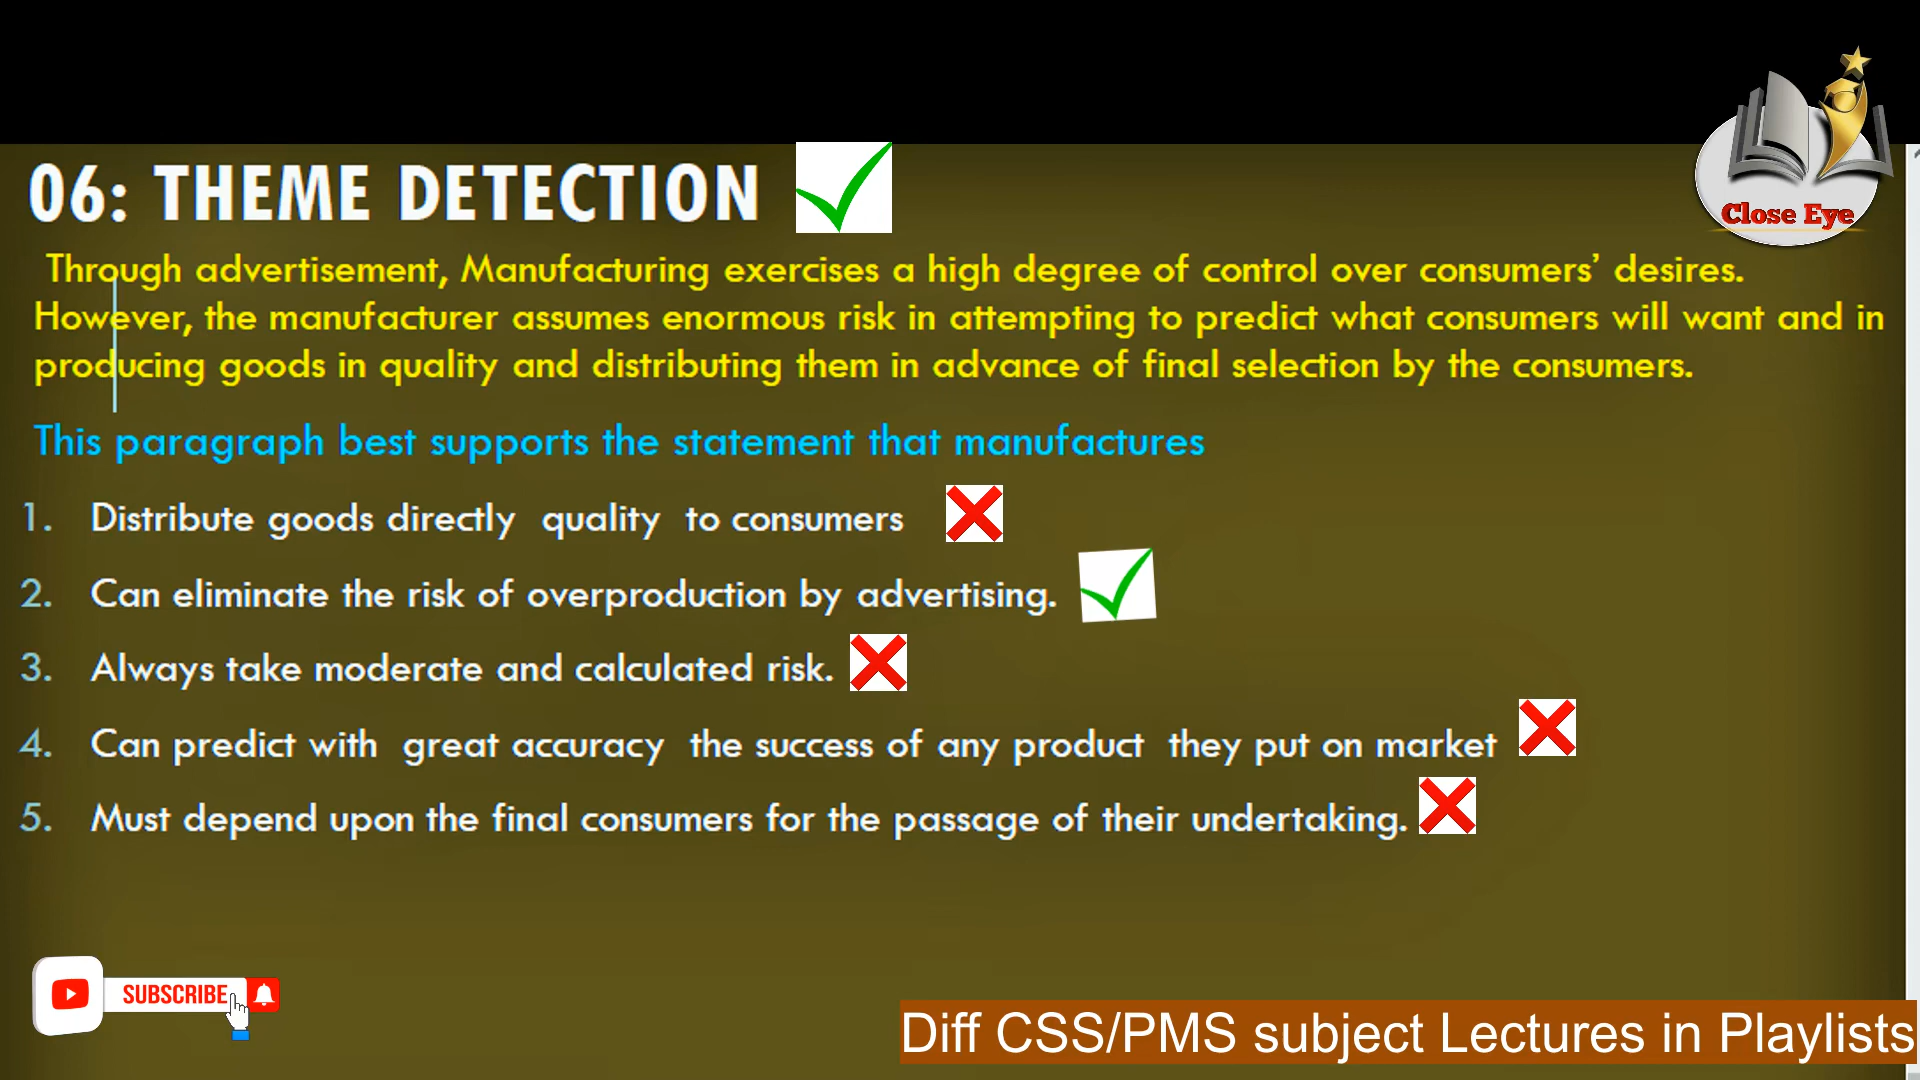 Close Eye
06: THEME DETECTION
Through advertisement, Manufacturing exercises a high degree of control over consumers’ desires.
However, the manufacturer assumes enormous risk in attempting to predict what consumers will want and in
producing goods in quality and distributing them in advance of final selection by the consumers.
This paragraph best supports the statement that manufactures
1. Distribute goods directly quality to consumers
2. Can eliminate the risk of overproduction by advertising.
3. Always take moderate and calculated risk.
4. Can predict with great accuracy the success of any product they put on market
5. Must depend upon the final consumers for the passage of their undertaking.
SUBSCRIBE
Diff CSS/PMS subject Lectures in Playlists